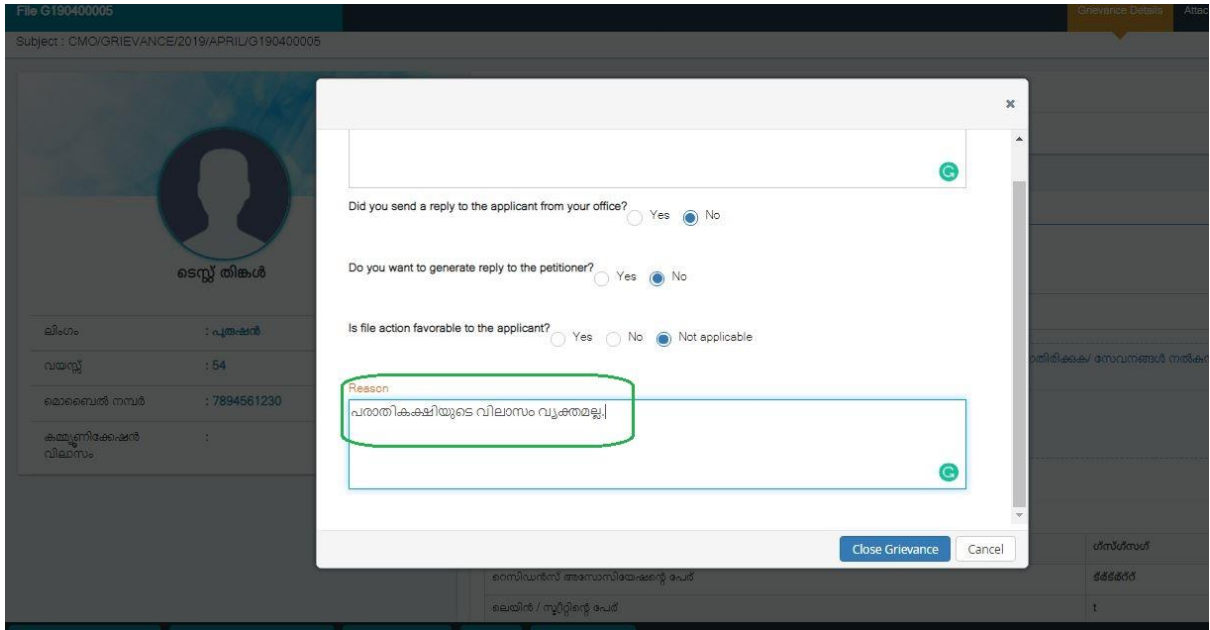 File G190400005
Grievance Details
Subject : CMO/GRIEVANCE/2019/APRIL/G190400005
ടെസ്റ്റ് തിങ്കൾ
ലിംഗം : പുരുഷൻ
വയസ്സ് : 54
മൊബൈൽ നമ്പർ : 7894561230
കമ്മ്യൂണിക്കേഷൻ :
വിലാസം
Did you send a reply to the applicant from your office? Yes No
Do you want to generate reply to the petitioner? Yes No
Is file action favorable to the applicant? Yes No Not applicable
Reason
പരാതികക്ഷിയുടെ വിലാസം വ്യക്തമല്ല.
Close Grievance Cancel
സേവനങ്ങൾ
റെസിഡൻസ് അസോസിയേഷന്റെ പേര്
ലെയിൻ / സ്ട്രീറ്റിന്റെ പേര് t